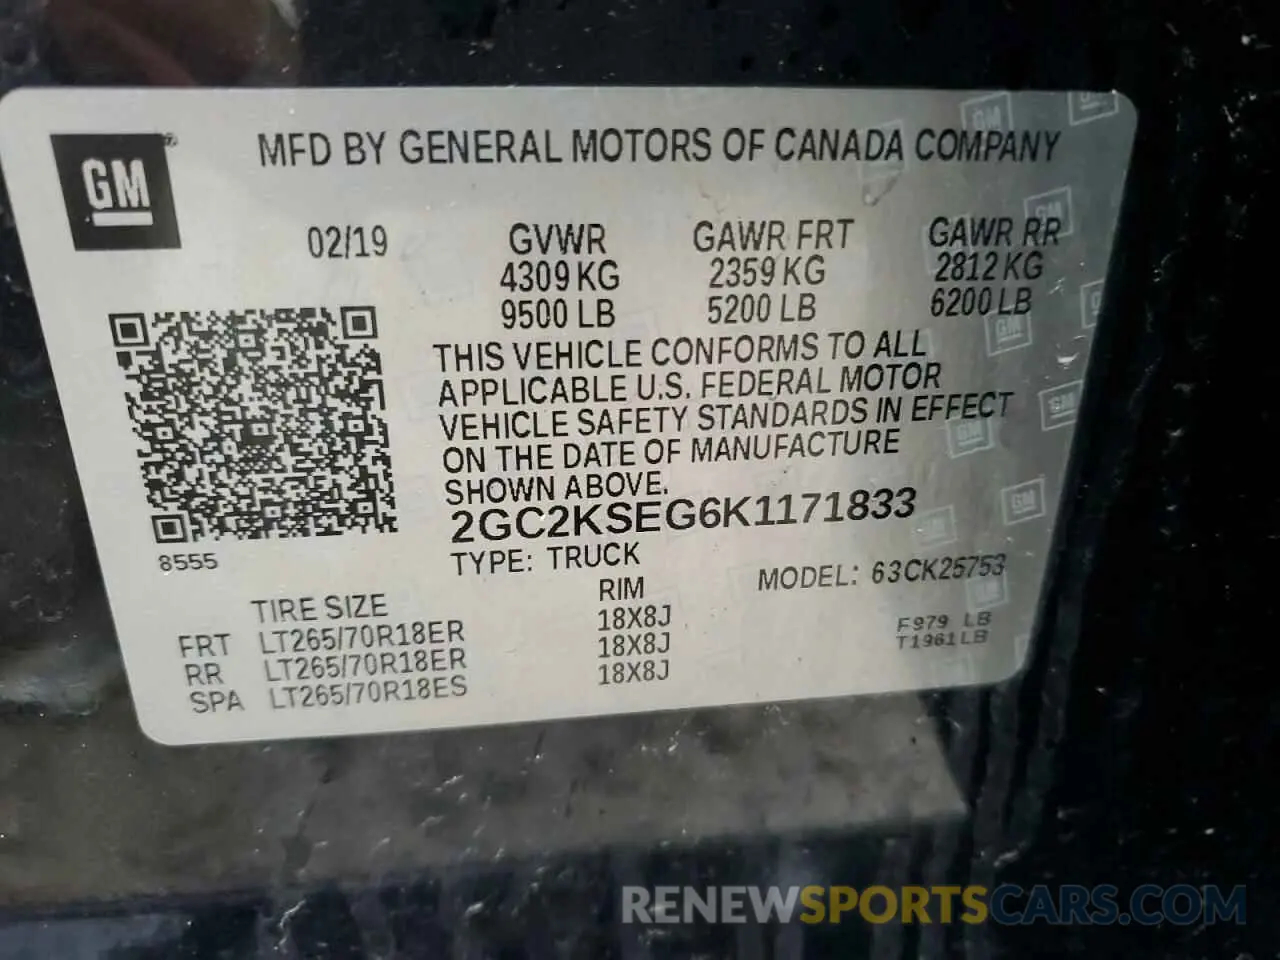 GM®
MFD BY GENERAL MOTORS OF CANADA COMPANY
02/19
GVWR
4309 KG
9500 LB
GAWR FRT
2359 KG
5200 LB
GAWR RR
2812 KG
6200 LB
THIS VEHICLE CONFORMS TO ALL
APPLICABLE U.S. FEDERAL MOTOR
VEHICLE SAFETY STANDARDS IN EFFECT
ON THE DATE OF MANUFACTURE
SHOWN ABOVE.
2GC2KSEG6K1171833
8555
TYPE: TRUCK
MODEL: 63CK25753
TIRE SIZE RIM
FRT LT265/70R18ER 18X8J
RR LT265/70R18ER 18X8J
SPA LT265/70R18ES 18X8J
F979 LB
T1961LB
RENEWSPORTSCARS.COM